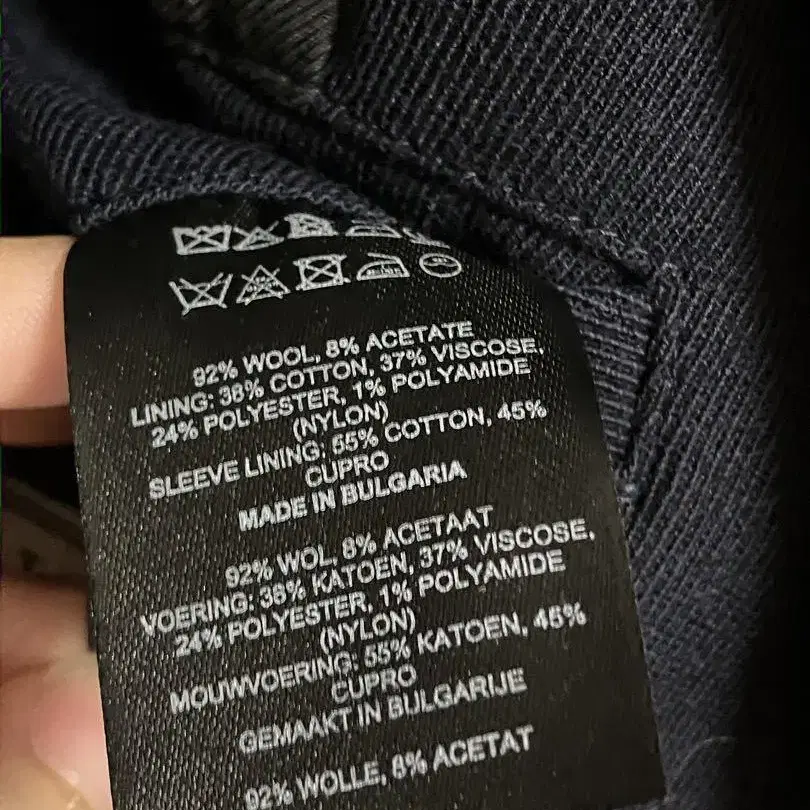 92% WOOL, 8% ACETATE
LINING: 38% COTTON, 37% VISCOSE,
24% POLYESTER, 1% POLYAMIDE
(NYLON)
SLEEVE LINING: 55% COTTON, 45%
CUPRO
MADE IN BULGARIA
92% WOL, 8% ACETAAT
VOERING: 38% KATOEN, 37% VISCOSE,
24% POLYESTER, 1% POLYAMIDE
(NYLON)
MOUWVOERING: 55% KATOEN, 45%
CUPRO
GEMAAKT IN BULGARIJE
92% WOLLE, 8% ACETAT